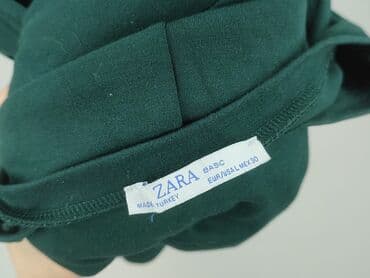 ZARA BASIC
MADE IN TURKEY EUR/USA L MEX 30